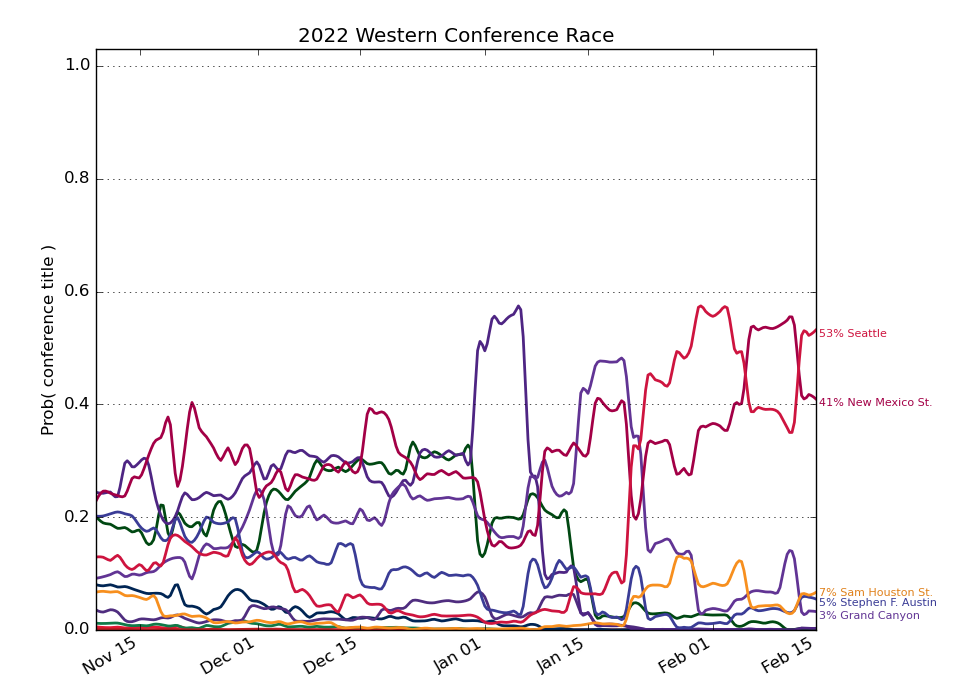 2022 Western Conference Race
Prob( conference title )
1.0
0.8
0.6
0.4
0.2
0.0
53% Seattle
41% New Mexico St.
7% Sam Houston St.
5% Stephen F. Austin
3% Grand Canyon
Nov 15
Dec 01
Dec 15
Jan 01
Jan 15
Feb 01
Feb 15